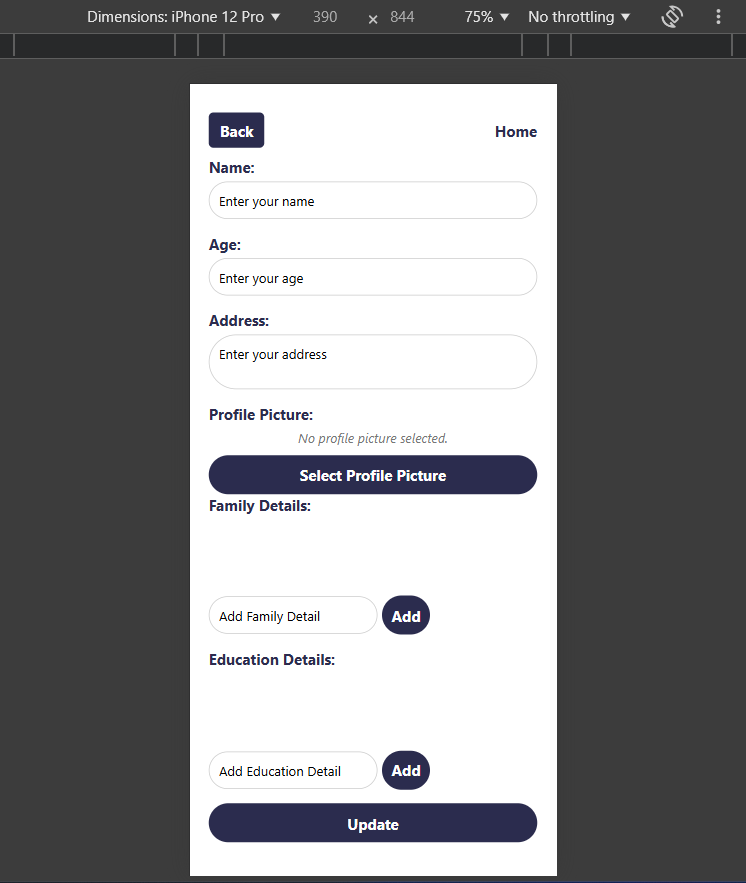 Dimensions: iPhone 12 Pro ▼ 390 × 844 75% ▼ No throttling ▼
Back Home
Name:
Enter your name
Age:
Enter your age
Address:
Enter your address
Profile Picture:
No profile picture selected.
Select Profile Picture
Family Details:
Add Family Detail Add
Education Details:
Add Education Detail Add
Update